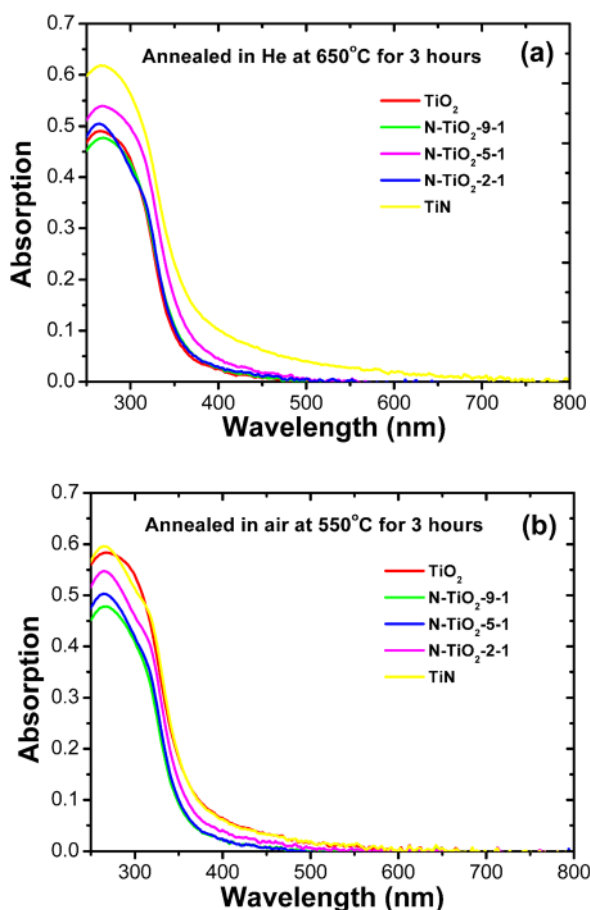 0.7
Annealed in He at 650°C for 3 hours (a)
0.6
TiO₂
N-TiO₂-9-1
0.5
N-TiO₂-5-1
N-TiO₂-2-1
0.4
TiN
0.3
0.2
0.1
0.0
Absorption
300 400 500 600 700 800
Wavelength (nm)
0.7
Annealed in air at 550°C for 3 hours (b)
0.6
TiO₂
N-TiO₂-9-1
0.5
N-TiO₂-5-1
N-TiO₂-2-1
0.4
TiN
0.3
0.2
0.1
0.0
Absorption
300 400 500 600 700 800
Wavelength (nm)